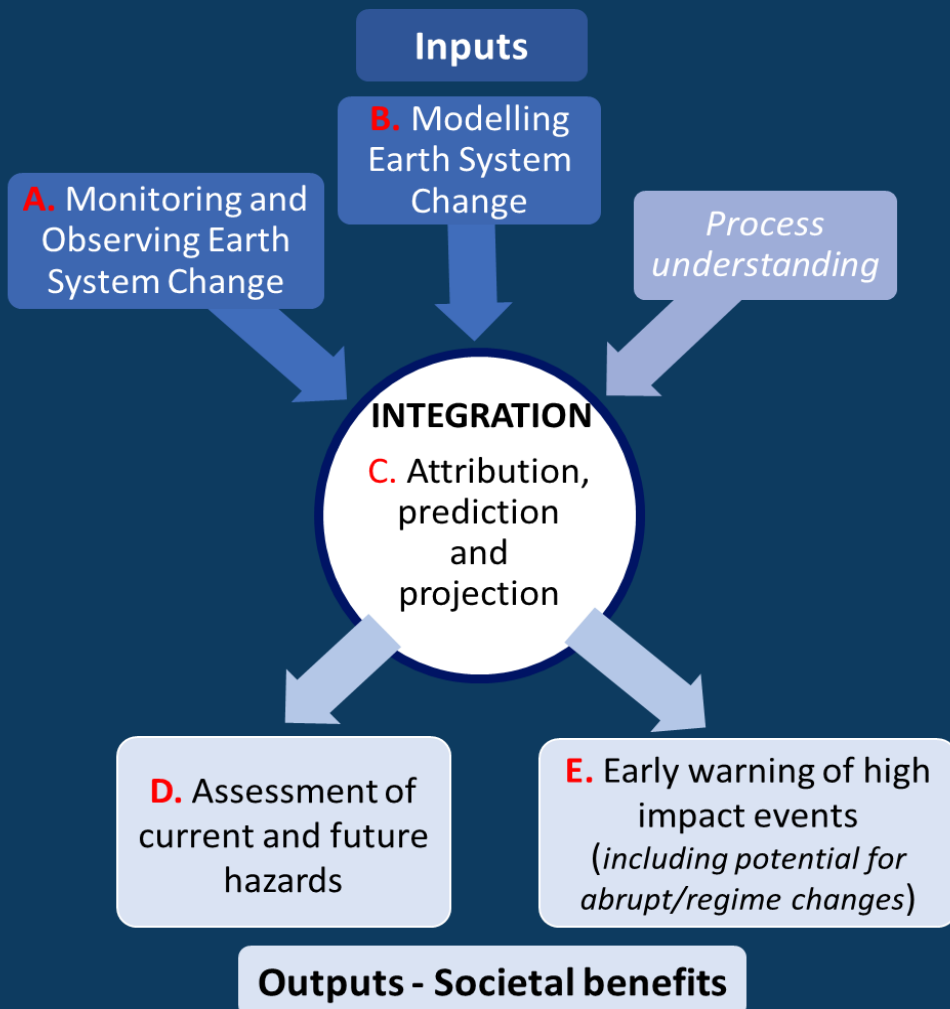 Inputs
B. Modelling
Earth System
Change
A. Monitoring and
Observing Earth
System Change
Process
understanding
INTEGRATION
C. Attribution,
prediction
and
projection
D. Assessment of
current and future
hazards
E. Early warning of high
impact events
(including potential for
abrupt/regime changes)
Outputs - Societal benefits